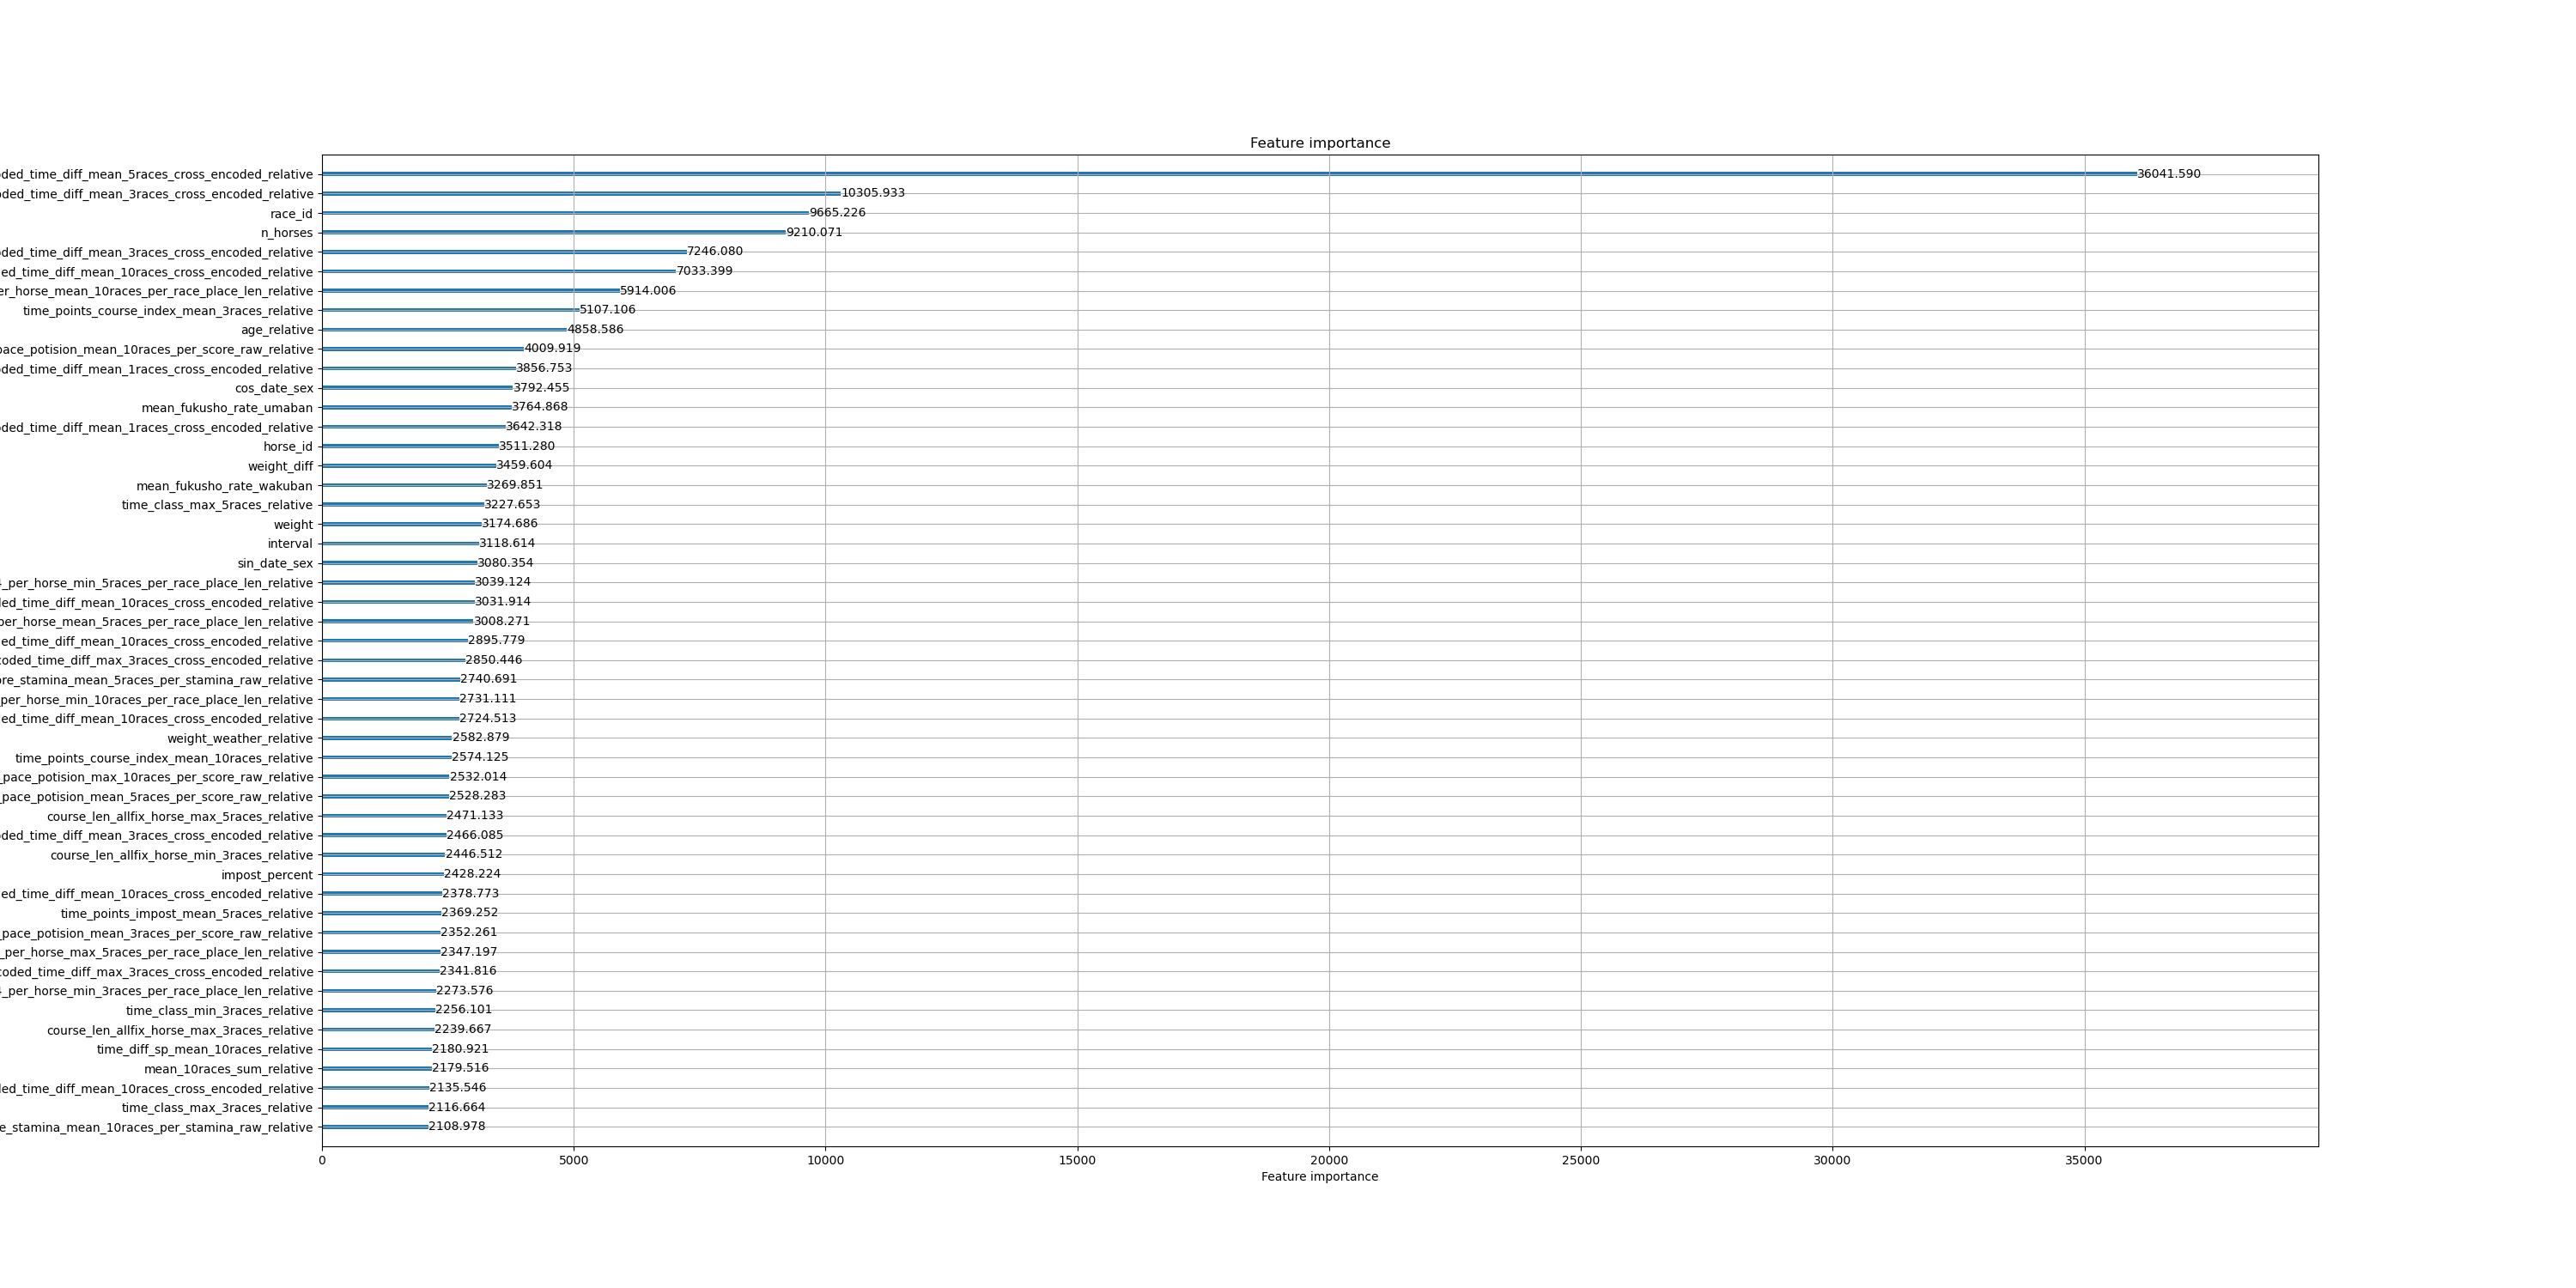 Feature importance
ded_time_diff_mean_5races_cross_encoded_relative 36041.590
ded_time_diff_mean_3races_cross_encoded_relative 10305.933
race_id 9665.226
n_horses 9210.071
ded_time_diff_mean_3races_cross_encoded_relative 7246.080
ed_time_diff_mean_10races_cross_encoded_relative 7033.399
er_horse_mean_10races_per_race_place_len_relative 5914.006
time_points_course_index_mean_3races_relative 5107.106
age_relative 4858.586
pace_potision_mean_10races_per_score_raw_relative 4009.919
ded_time_diff_mean_1races_cross_encoded_relative 3856.753
cos_date_sex 3792.455
mean_fukusho_rate_umaban 3764.868
ded_time_diff_mean_1races_cross_encoded_relative 3642.318
horse_id 3511.280
weight_diff 3459.604
mean_fukusho_rate_wakuban 3269.851
time_class_max_5races_relative 3227.653
weight 3174.686
interval 3118.614
sin_date_sex 3080.354
_per_horse_min_5races_per_race_place_len_relative 3039.124
ed_time_diff_mean_10races_cross_encoded_relative 3031.914
per_horse_mean_5races_per_race_place_len_relative 3008.271
ed_time_diff_mean_10races_cross_encoded_relative 2895.779
coded_time_diff_max_3races_cross_encoded_relative 2850.446
ore_stamina_mean_5races_per_stamina_raw_relative 2740.691
per_horse_min_10races_per_race_place_len_relative 2731.111
ed_time_diff_mean_10races_cross_encoded_relative 2724.513
weight_weather_relative 2582.879
time_points_course_index_mean_10races_relative 2574.125
_pace_potision_max_10races_per_score_raw_relative 2532.014
_pace_potision_mean_5races_per_score_raw_relative 2528.283
course_len_allfix_horse_max_5races_relative 2471.133
ded_time_diff_mean_3races_cross_encoded_relative 2466.085
course_len_allfix_horse_min_3races_relative 2446.512
impost_percent 2428.224
ed_time_diff_mean_10races_cross_encoded_relative 2378.773
time_points_impost_mean_5races_relative 2369.252
_pace_potision_mean_3races_per_score_raw_relative 2352.261
_per_horse_max_5races_per_race_place_len_relative 2347.197
coded_time_diff_max_3races_cross_encoded_relative 2341.816
_per_horse_min_3races_per_race_place_len_relative 2273.576
time_class_min_3races_relative 2256.101
course_len_allfix_horse_max_3races_relative 2239.667
time_diff_sp_mean_10races_relative 2180.921
mean_10races_sum_relative 2179.516
ed_time_diff_mean_10races_cross_encoded_relative 2135.546
time_class_max_3races_relative 2116.664
e_stamina_mean_10races_per_stamina_raw_relative 2108.978
0 5000 10000 15000 20000 25000 30000 35000
Feature importance